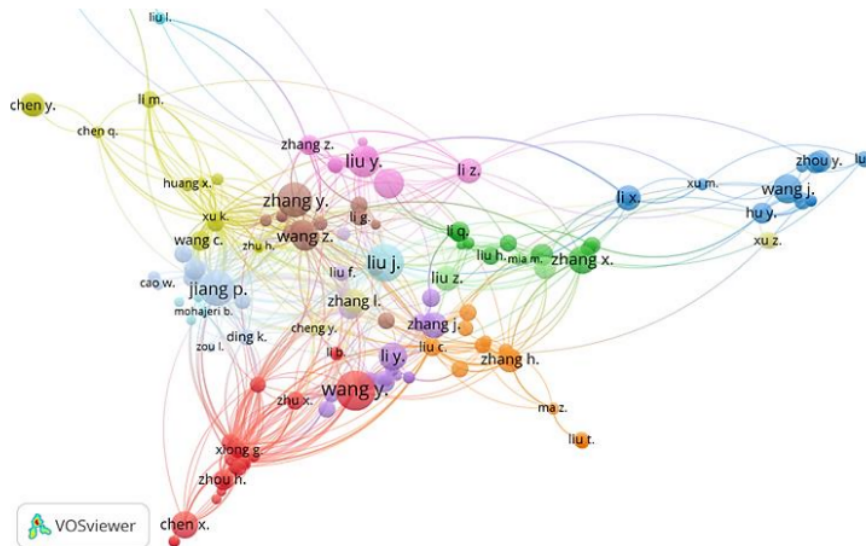 liu l.
chen y.
li m.
chen q.
zhang z.
liu y.
li z.
zhou y.
lu
huang x.
zhang y.
li x.
xu m.
wang j.
xu k.
li g.
hu y.
wang c.
zhu h.
wang z.
li q.
xu z.
liu h.
mia m.
zhang x.
liu j.
liu f.
liu z.
cao w.
jiang p.
zhang l.
mohajeri b.
zhang j.
cheng y.
ding k.
zou l.
li b.
liu c.
li y.
zhang h.
zhu x.
wang y.
ma z.
liu t.
xiong g.
zhou h.
chen x.
VOSviewer